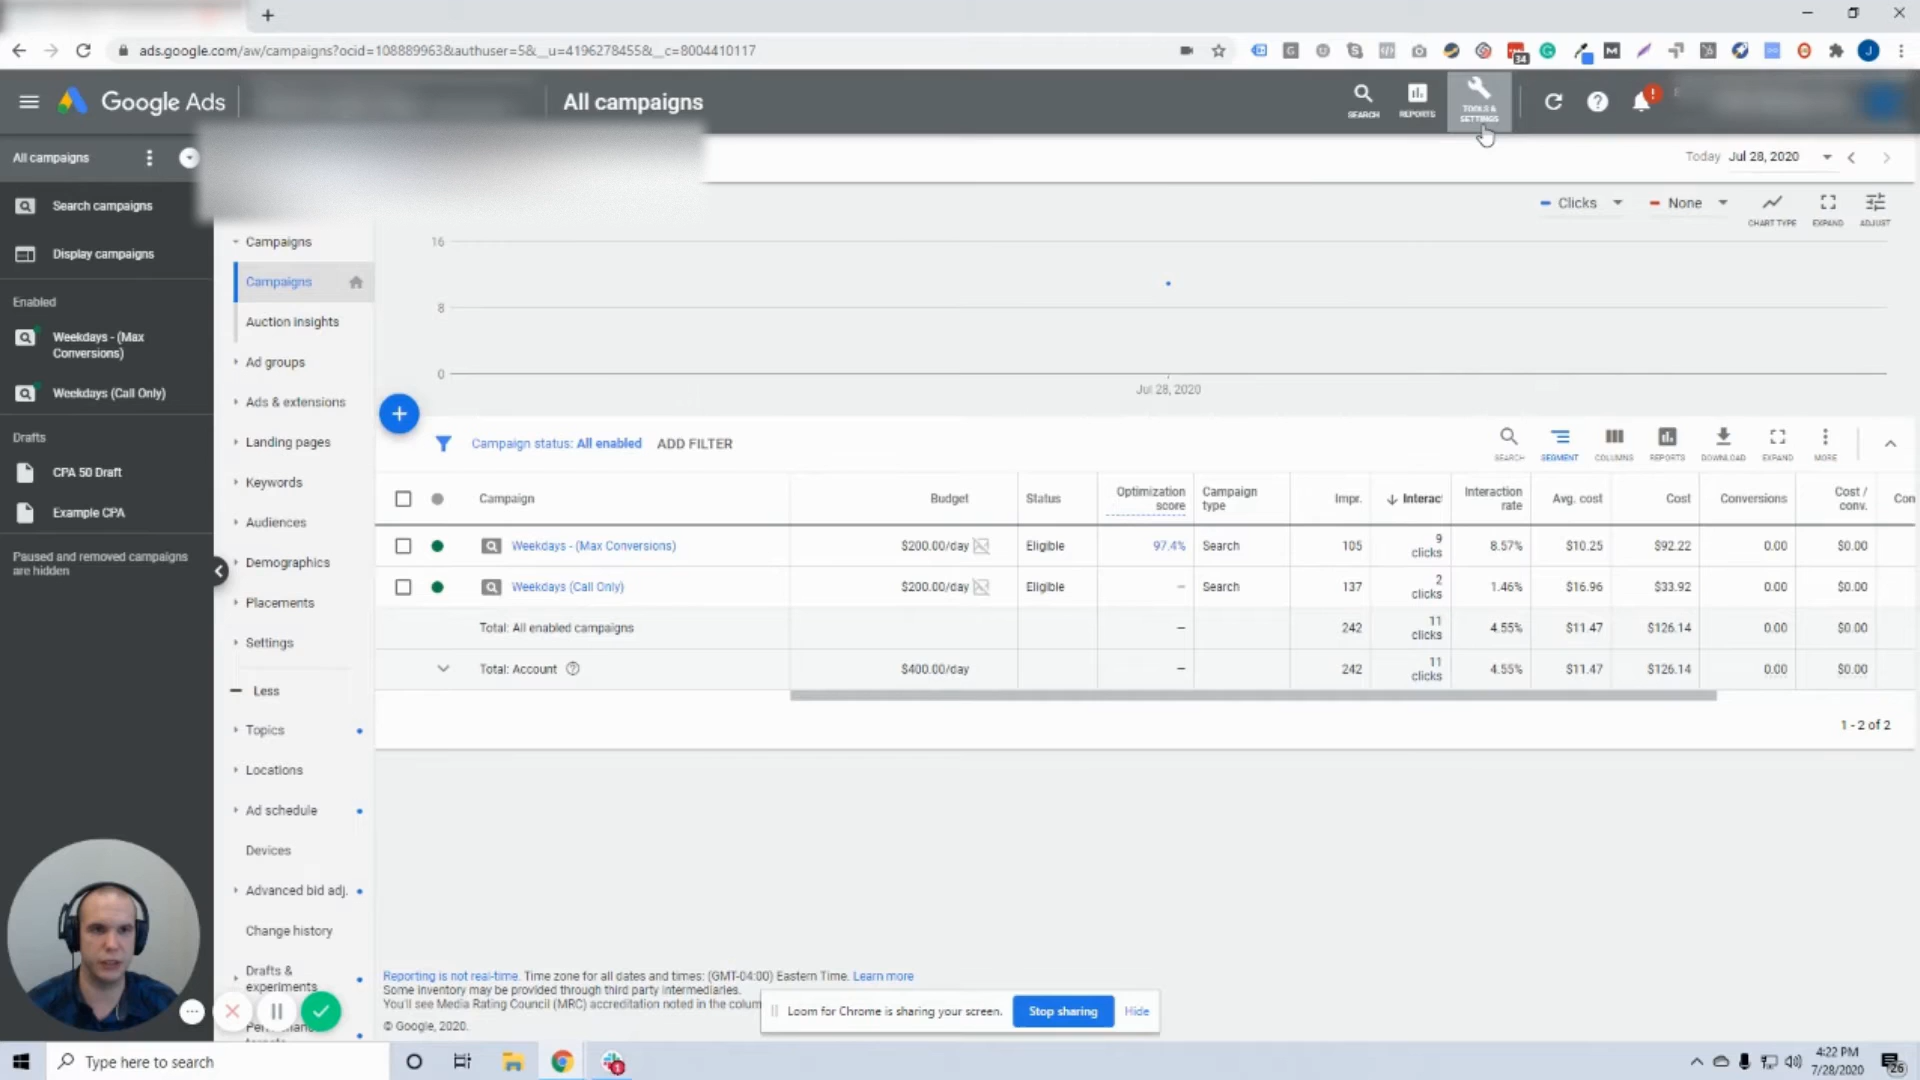 ads.google.com/aw/campaigns?ocid=108889963&authuser=5&__u=4196278455&__c=8004410117
34
J
Google Ads
All campaigns
SEARCH
REPORTS
TOOLS &
SETTINGS
!
All campaigns
Today Jul 28, 2020
Search campaigns
Display campaigns
Enabled
Weekdays - (Max
Conversions)
Weekdays (Call Only)
Drafts
CPA 50 Draft
Example CPA
Paused and removed campaigns
are hidden
Campaigns
Campaigns
Auction insights
Ad groups
Ads & extensions
Landing pages
Keywords
Audiences
Demographics
Placements
Settings
Less
Topics
Locations
Ad schedule
Devices
Advanced bid adj.
Change history
Drafts &
experiments
Clicks
None
CHART TYPE
EXPAND
ADJUST
16
8
0
Jul 28, 2020
Campaign status: All enabled
ADD FILTER
SEARCH
SEGMENT
COLUMNS
REPORTS
DOWNLOAD
EXPAND
MORE
Campaign Budget Status Optimization score Campaign type Impr. Interac Interaction rate Avg. cost Cost Conversions Cost / conv. Con
Weekdays - (Max Conversions) $200.00/day Eligible 97.4% Search 105 9 clicks 8.57% $10.25 $92.22 0.00 $0.00
Weekdays (Call Only) $200.00/day Eligible – Search 137 2 clicks 1.46% $16.96 $33.92 0.00 $0.00
Total: All enabled campaigns – 242 11 clicks 4.55% $11.47 $126.14 0.00 $0.00
Total: Account $400.00/day – 242 11 clicks 4.55% $11.47 $126.14 0.00 $0.00
1 - 2 of 2
Reporting is not real-time. Time zone for all dates and times: (GMT-04:00) Eastern Time. Learn more
Some inventory may be provided through third party intermediaries.
You'll see Media Rating Council (MRC) accreditation noted in the colum
© Google, 2020.
Loom for Chrome is sharing your screen.
Stop sharing
Hide
Type here to search
4:22 PM
7/28/2020
26